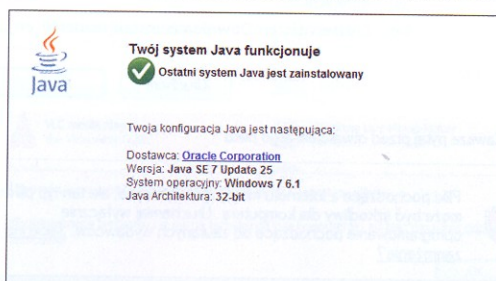 Java
Twój system Java funkcjonuje
Ostatni system Java jest zainstalowany
Twoja konfiguracja Java jest następująca:
Dostawca: Oracle Corporation
Wersja: Java SE 7 Update 25
System operacyjny: Windows 7 6.1
Java Architektura: 32-bit